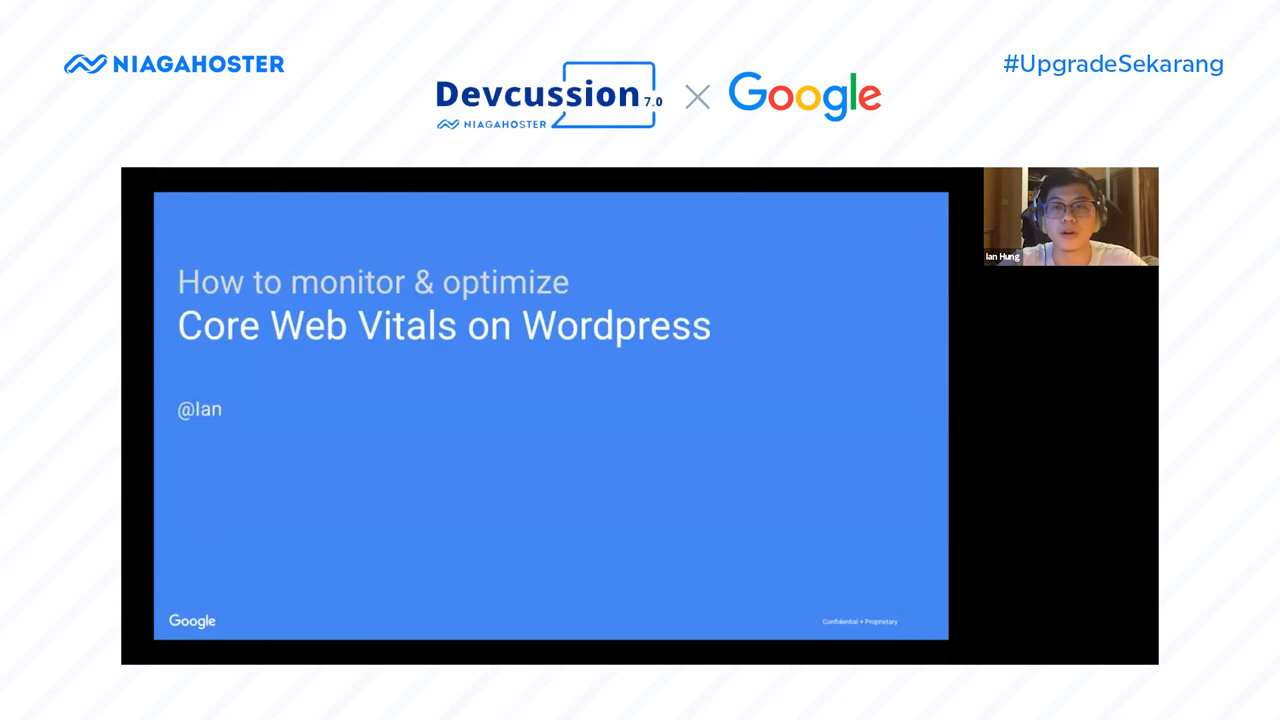 NIAGAHOSTER
#UpgradeSekarang
Devcussion 7.0
NIAGAHOSTER
Google
Ian Hung
How to monitor & optimize
Core Web Vitals on Wordpress
@Ian
Google
Confidential + Proprietary